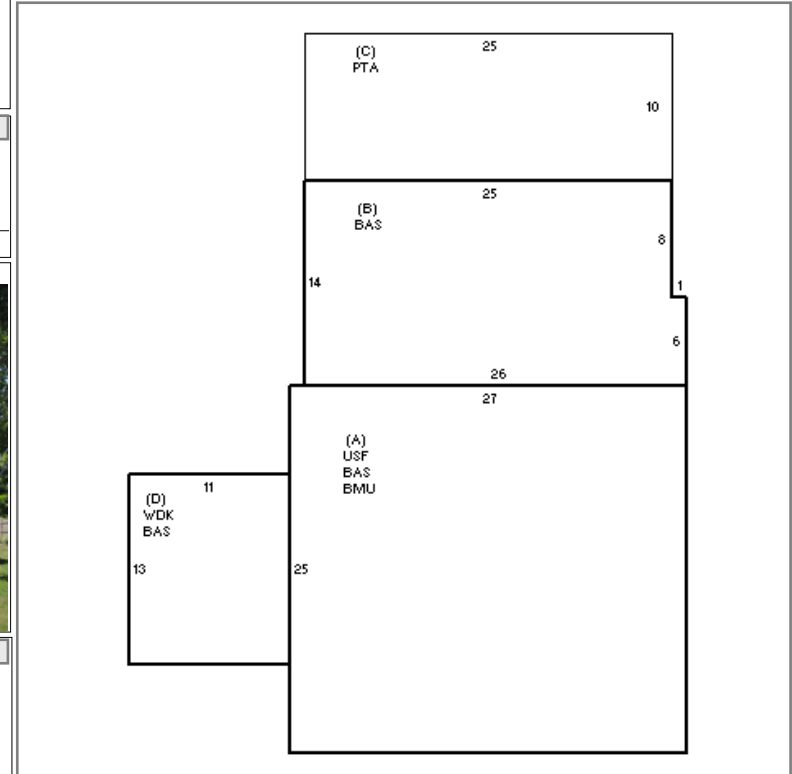 (C)
PTA
25
10
25
(B)
BAS
8
14
1
6
26
27
(A)
USF
BAS
BMU
11
(D)
WDK
BAS
13
25